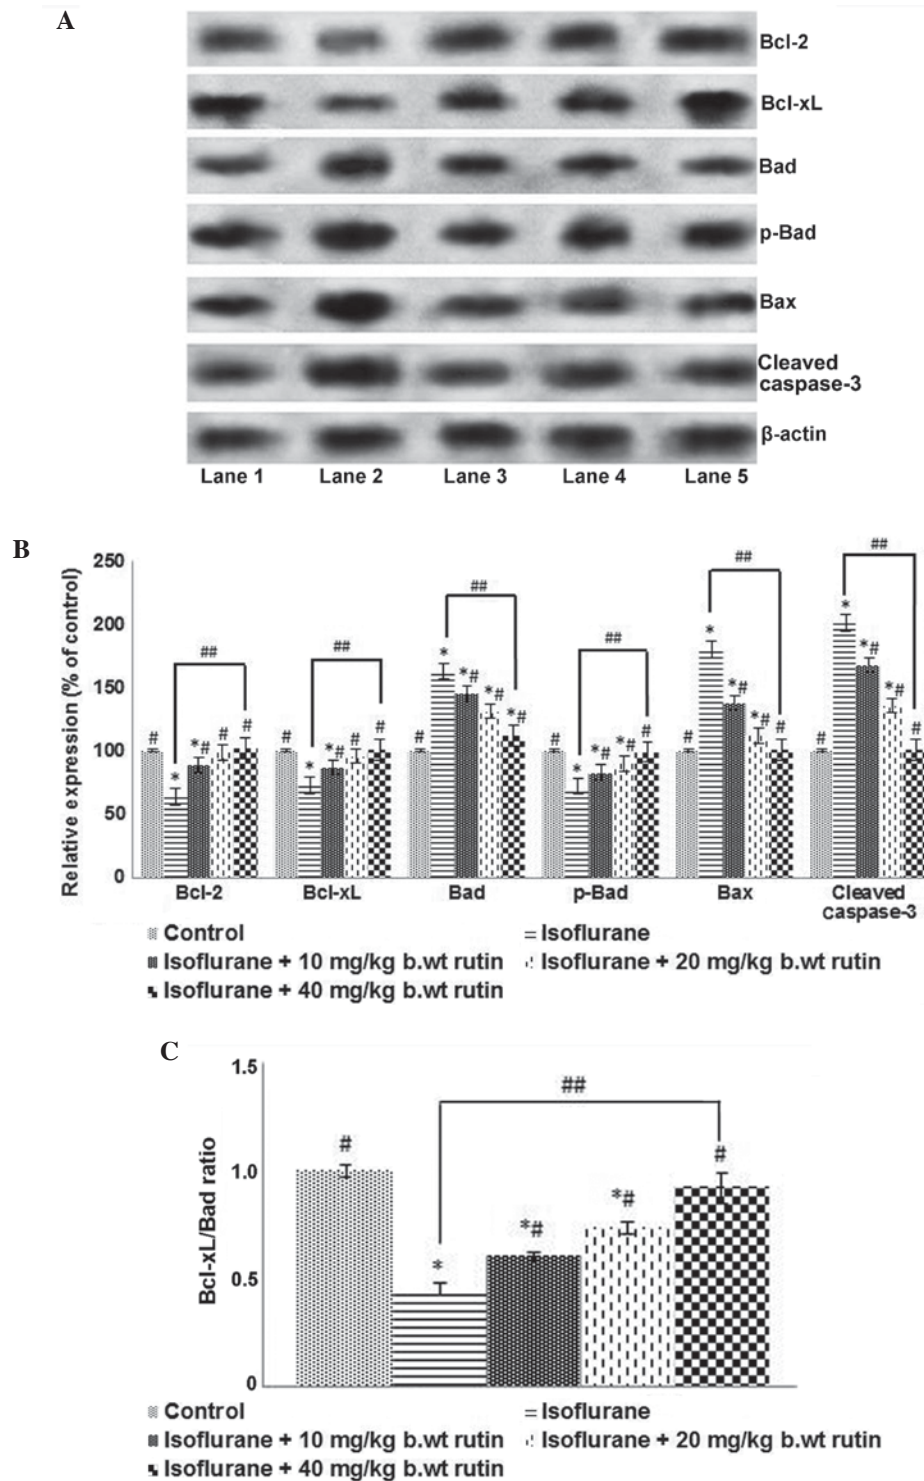 A
Bcl-2
Bcl-xL
Bad
p-Bad
Bax
Cleaved
caspase-3
β-actin
Lane 1 Lane 2 Lane 3 Lane 4 Lane 5
B
Relative expression (% of control)
250
200
150
100
50
0
## ## ## ## ## ##
# * *# # #
# * *# # #
# * *# *# *#
# * *# *# #
# * *# *# #
# * *# *# #
Bcl-2 Bcl-xL Bad p-Bad Bax Cleaved
caspase-3
Control Isoflurane
Isoflurane + 10 mg/kg b.wt rutin Isoflurane + 20 mg/kg b.wt rutin
Isoflurane + 40 mg/kg b.wt rutin
C
Bcl-xL/Bad ratio
1.5
1.0
0.5
0
##
# * *# *# #
Control Isoflurane
Isoflurane + 10 mg/kg b.wt rutin Isoflurane + 20 mg/kg b.wt rutin
Isoflurane + 40 mg/kg b.wt rutin